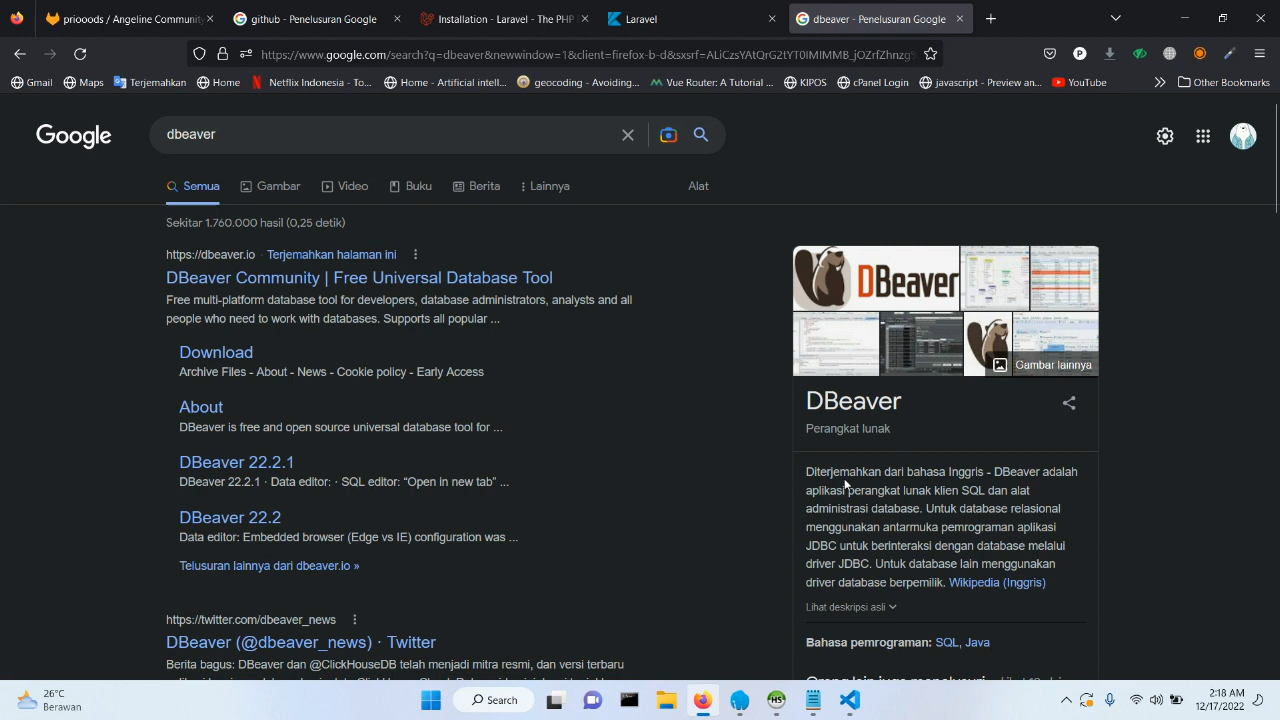 priooods / Angeline Community
github - Penelusuran Google
Installation - Laravel - The PHP
Laravel
dbeaver - Penelusuran Google
https://www.google.com/search?q=dbeaver&newwindow=1&client=firefox-b-d&sxsrf=
Gmail
Maps
Terjemahkan
Home
Netflix Indonesia - To...
Home - Artificial intell...
geocoding - Avoiding...
Vue Router: A Tutorial ...
KIPOS
cPanel Login
javascript - Preview an...
YouTube
Other Bookmarks
Google
dbeaver
Semua
Gambar
Video
Buku
Berita
Lainnya
Alat
Sekitar 1.760.000 hasil (0,25 detik)
https://dbeaver.io · Terjemahkan halaman ini
DBeaver Community | Free Universal Database Tool
Free multi-platform database tool for developers, database administrators, analysts and all
people who need to work with databases. Supports all popular ...
Download
Archive Files - About - News - Cookie policy - Early Access
About
DBeaver is free and open source universal database tool for ...
DBeaver 22.2.1
DBeaver 22.2.1 · Data editor: · SQL editor: “Open in new tab” ...
DBeaver 22.2
Data editor: Embedded browser (Edge vs IE) configuration was ...
Telusuran lainnya dari dbeaver.io »
https://twitter.com/dbeaver_news
DBeaver (@dbeaver_news) · Twitter
Berita bagus: DBeaver dan @ClickHouseDB telah menjadi mitra resmi, dan versi terbaru
DBeaver
Gambar lainnya
DBeaver
Perangkat lunak
Diterjemahkan dari bahasa Inggris - DBeaver adalah
aplikasi perangkat lunak klien SQL dan alat
administrasi database. Untuk database relasional
menggunakan antarmuka pemrograman aplikasi
JDBC untuk berinteraksi dengan database melalui
driver JDBC. Untuk database lain menggunakan
driver database berpemilik. Wikipedia (Inggris)
Lihat deskripsi asli
Bahasa pemrograman: SQL, Java
26°C
Berawan
Search
HS
2:18 AM
12/17/2022